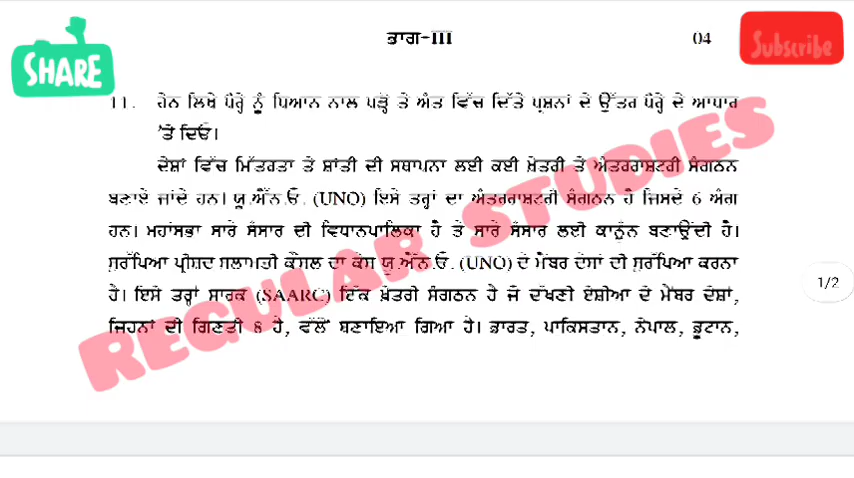 SHARE
ਭਾਗ-III
04
Subscribe
11. ਹੇਠ ਲਿਖੇ ਪੈਰ੍ਹੇ ਨੂੰ ਧਿਆਨ ਨਾਲ ਪੜ੍ਹੋ ਤੇ ਅੰਤ ਵਿੱਚ ਦਿੱਤੇ ਪ੍ਰਸ਼ਨਾਂ ਦੇ ਉੱਤਰ ਪੈਰ੍ਹੇ ਦੇ ਆਧਾਰ
'ਤੇ ਦਿਓ।
ਦੇਸ਼ਾਂ ਵਿੱਚ ਮਿੱਤਰਤਾ ਤੇ ਸ਼ਾਂਤੀ ਦੀ ਸਥਾਪਨਾ ਲਈ ਕਈ ਖ਼ੇਤਰੀ ਤੇ ਅੰਤਰਰਾਸ਼ਟਰੀ ਸੰਗਠਨ
ਬਣਾਏ ਜਾਂਦੇ ਹਨ। ਯੂ.ਐੱਨ.ਓ. (UNO) ਇਸੇ ਤਰ੍ਹਾਂ ਦਾ ਅੰਤਰਰਾਸ਼ਟਰੀ ਸੰਗਠਨ ਹੈ ਜਿਸਦੇ 6 ਅੰਗ
ਹਨ। ਮਹਾਂਸਭਾ ਸਾਰੇ ਸੰਸਾਰ ਦੀ ਵਿਧਾਨਪਾਲਿਕਾ ਹੈ ਤੇ ਸਾਰੇ ਸੰਸਾਰ ਲਈ ਕਾਨੂੰਨ ਬਣਾਉਂਦੀ ਹੈ।
ਸੁਰੱਖਿਆ ਪ੍ਰੀਸ਼ਦ ਸਲਾਮਤੀ ਕੌਂਸਲ ਦਾ ਕੰਮ ਯੂ.ਐੱਨ.ਓ. (UNO) ਦੇ ਮੈਂਬਰ ਦੇਸਾਂ ਦੀ ਸੁਰੱਖਿਆ ਕਰਨਾ
ਹੈ। ਇਸੇ ਤਰ੍ਹਾਂ ਸਾਰਕ (SAARC) ਇੱਕ ਖ਼ੇਤਰੀ ਸੰਗਠਨ ਹੈ ਜੋ ਦੱਖਣੀ ਏਸ਼ੀਆ ਦੇ ਮੈਂਬਰ ਦੇਸ਼ਾਂ,
ਜਿਹਨਾਂ ਦੀ ਗਿਣਤੀ 8 ਹੈ, ਵੱਲੋਂ ਬਣਾਇਆ ਗਿਆ ਹੈ। ਭਾਰਤ, ਪਾਕਿਸਤਾਨ, ਨੇਪਾਲ, ਭੂਟਾਨ,
REGULAR STUDIES
1/2